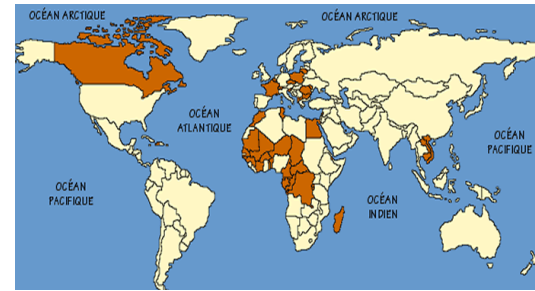 OCÉAN ARCTIQUE
OCÉAN ARCTIQUE
OCÉAN
ATLANTIQUE
OCÉAN
PACIFIQUE
OCÉAN
PACIFIQUE
OCÉAN
INDIEN